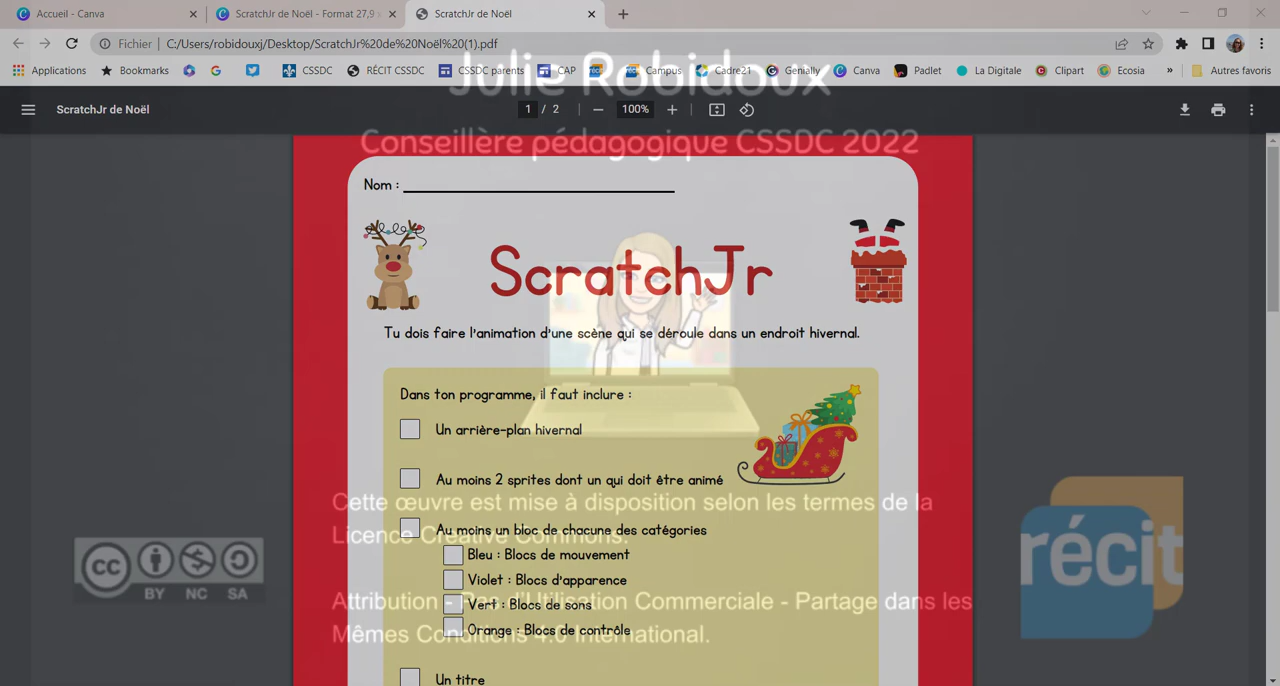 Accueil - Canva
ScratchJr de Noël - Format 27,9
ScratchJr de Noël
Fichier
C:/Users/robidouxj/Desktop/ScratchJr%20de%20Noël%20(1).pdf
Applications
Bookmarks
CSSDC
RÉCIT CSSDC
CSSDC parents
CAP
Campus
Cadre21
Genially
Canva
Padlet
La Digitale
Clipart
Ecosia
»
Autres favoris
Julie Robidoux
ScratchJr de Noël
1 / 2
100%
Conseillère pédagogique CSSDC 2022
Nom :
ScratchJr
Tu dois faire l'animation d'une scène qui se déroule dans un endroit hivernal.
Dans ton programme, il faut inclure :
Un arrière-plan hivernal
Au moins 2 sprites dont un qui doit être animé
Cette œuvre est mise à disposition selon les termes de la
Licence Creative Commons.
Au moins un bloc de chacune des catégories
Bleu : Blocs de mouvement
Violet : Blocs d'apparence
Vert : Blocs de sons
Orange : Blocs de contrôle
Attribution - Pas d'Utilisation Commerciale - Partage dans les
Mêmes Conditions 4.0 International.
Un titre
cc
BY NC SA
récit